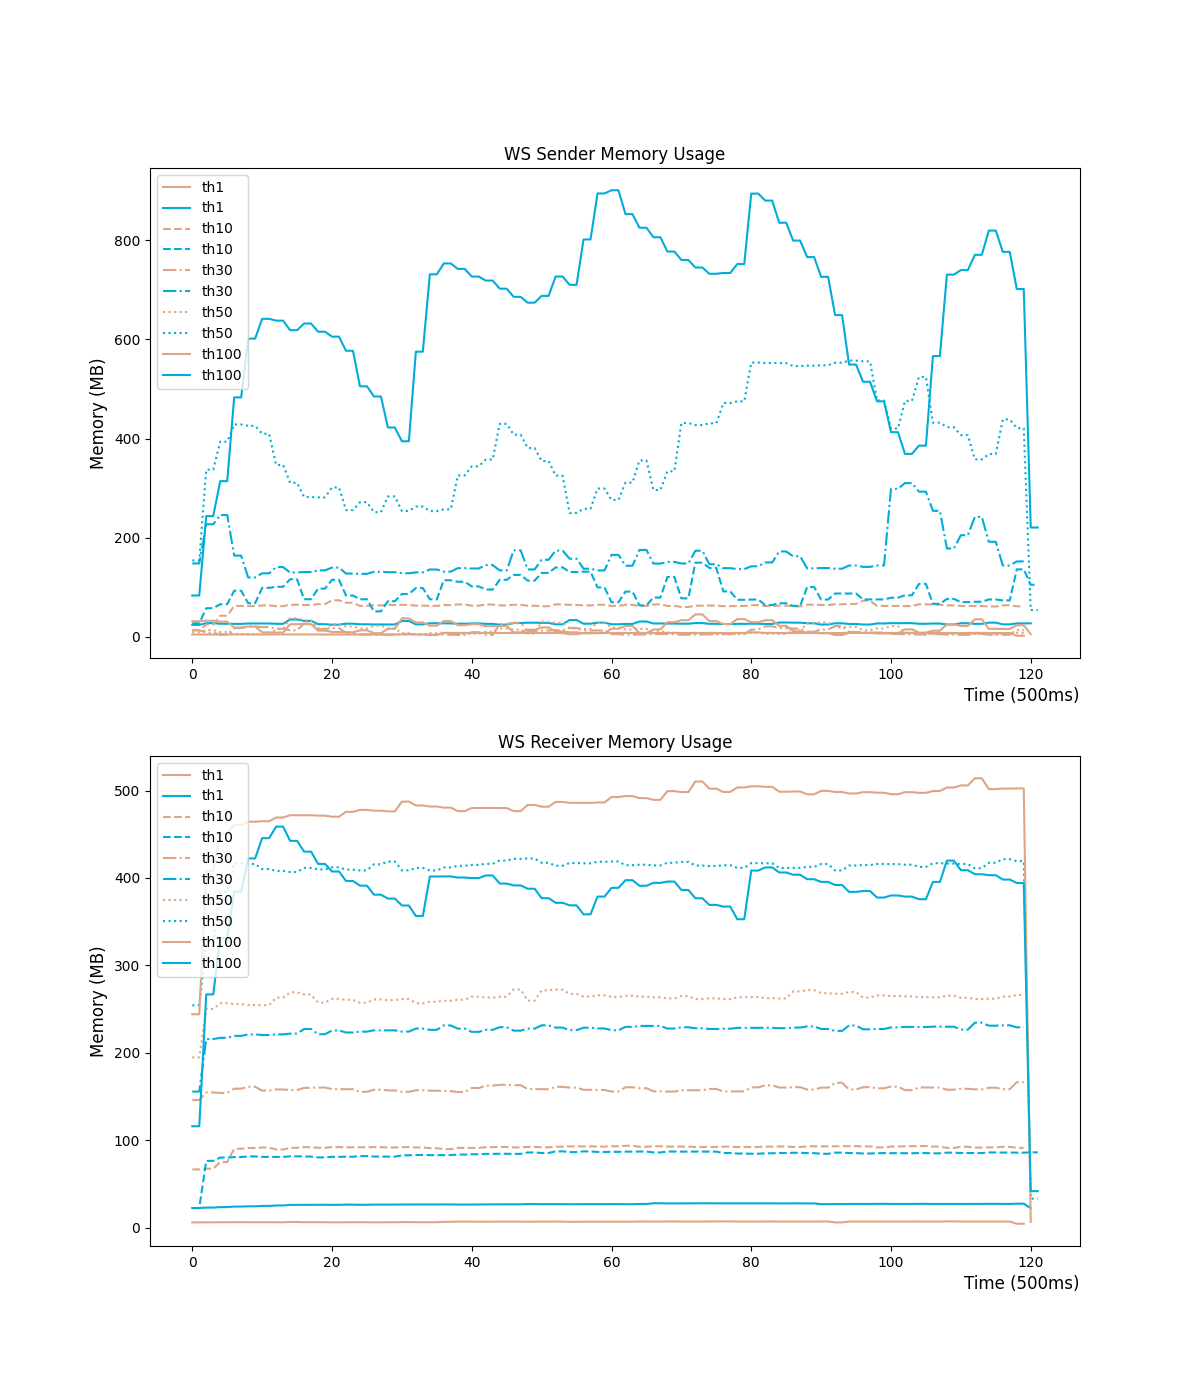 WS Sender Memory Usage
th1
th1
th10
th10
th30
th30
th50
th50
th100
th100
800
600
400
200
0
Memory (MB)
0 20 40 60 80 100 120
Time (500ms)
WS Receiver Memory Usage
th1
th1
th10
th10
th30
th30
th50
th50
th100
th100
500
400
300
200
100
0
Memory (MB)
0 20 40 60 80 100 120
Time (500ms)